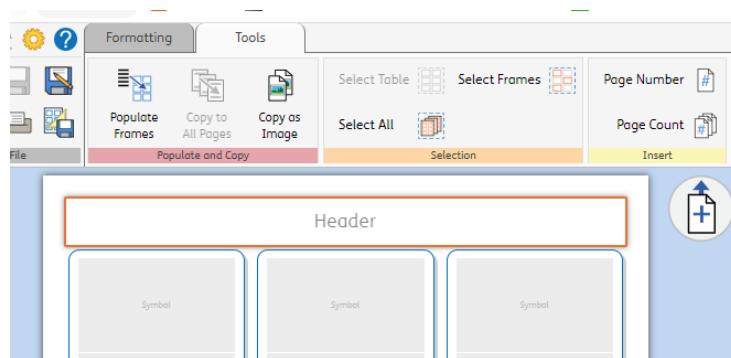 Formatting Tools
Select Table Select Frames Page Number #
Populate Frames
Copy to All Pages
Copy as Image
Select All Page Count #
File Populate and Copy Selection Insert
Header
Symbol Symbol Symbol